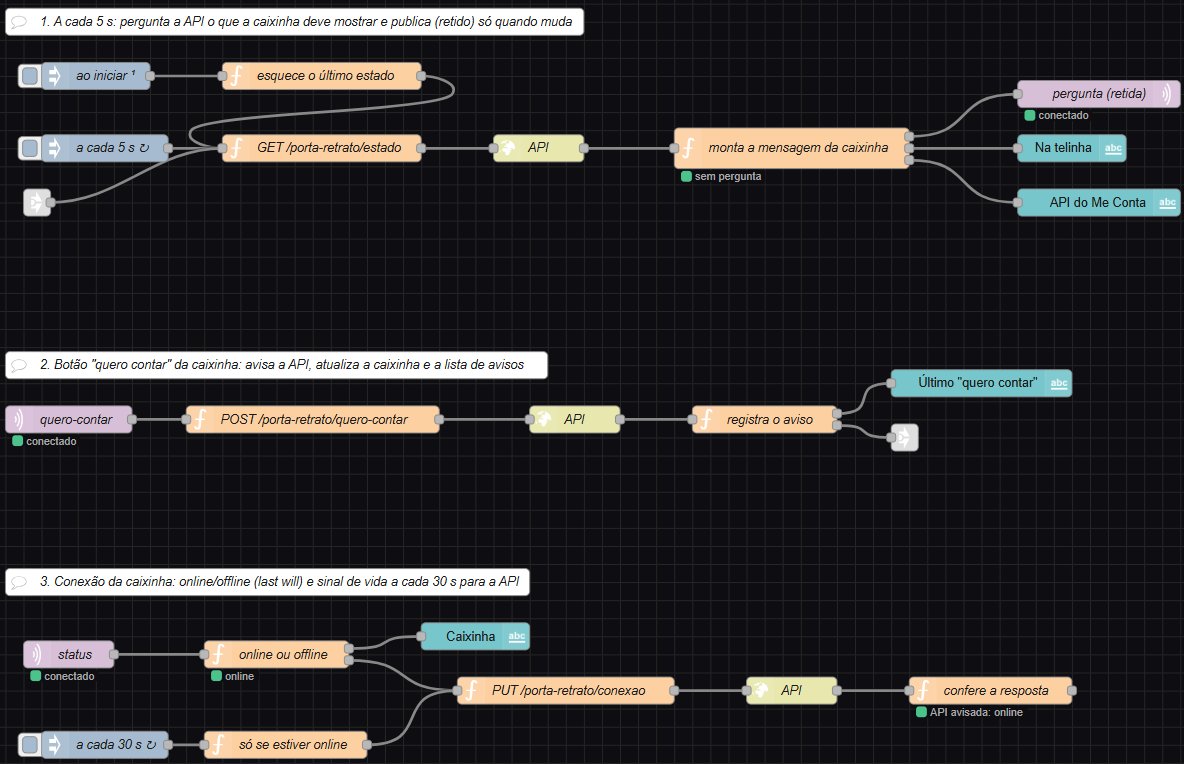 1. A cada 5 s: pergunta a API o que a caixinha deve mostrar e publica (retido) só quando muda
ao iniciar ¹
esquece o último estado
pergunta (retida)
conectado
a cada 5 s ↻
GET /porta-retrato/estado
API
monta a mensagem da caixinha
sem pergunta
Na telinha
abc
API do Me Conta
abc
2. Botão "quero contar" da caixinha: avisa a API, atualiza a caixinha e a lista de avisos
Último "quero contar"
abc
quero-contar
conectado
POST /porta-retrato/quero-contar
API
registra o aviso
3. Conexão da caixinha: online/offline (last will) e sinal de vida a cada 30 s para a API
Caixinha
abc
status
conectado
online ou offline
online
PUT /porta-retrato/conexao
API
confere a resposta
API avisada: online
a cada 30 s ↻
só se estiver online